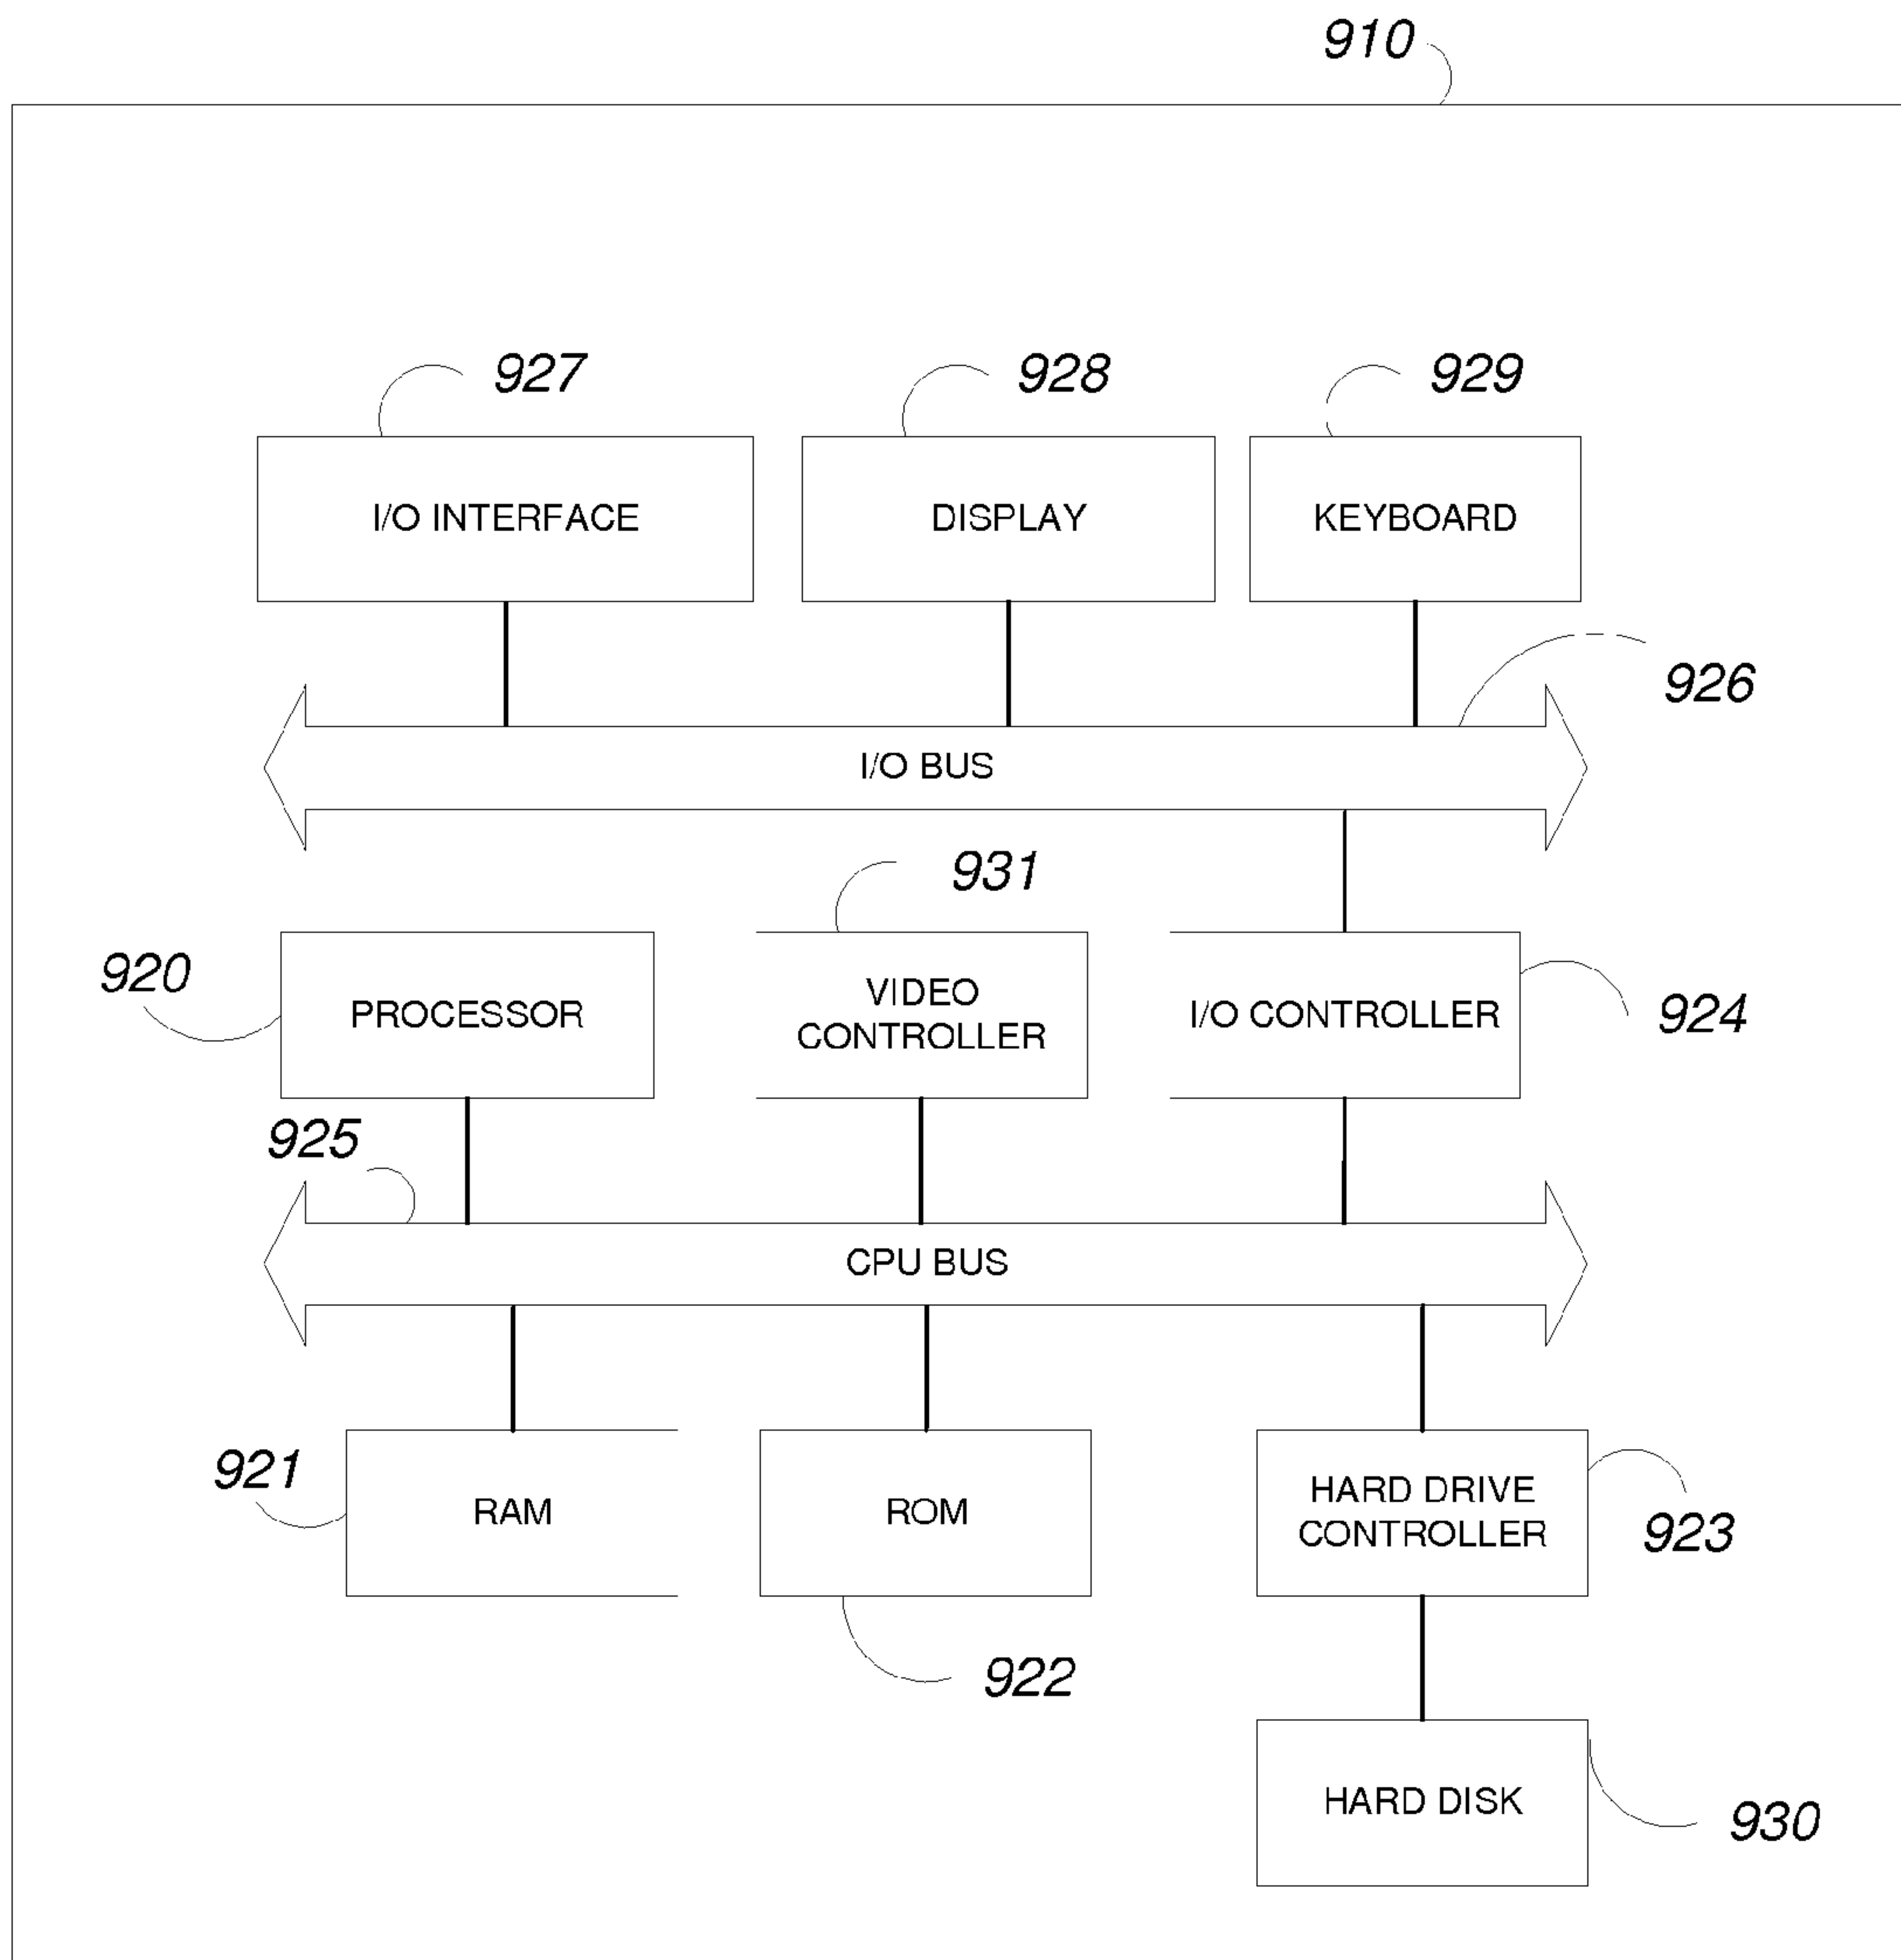 910
927
928
929
I/O INTERFACE
DISPLAY
KEYBOARD
926
I/O BUS
931
920
PROCESSOR
VIDEO
CONTROLLER
I/O CONTROLLER
924
925
CPU BUS
921
RAM
ROM
HARD DRIVE
CONTROLLER
923
922
HARD DISK
930